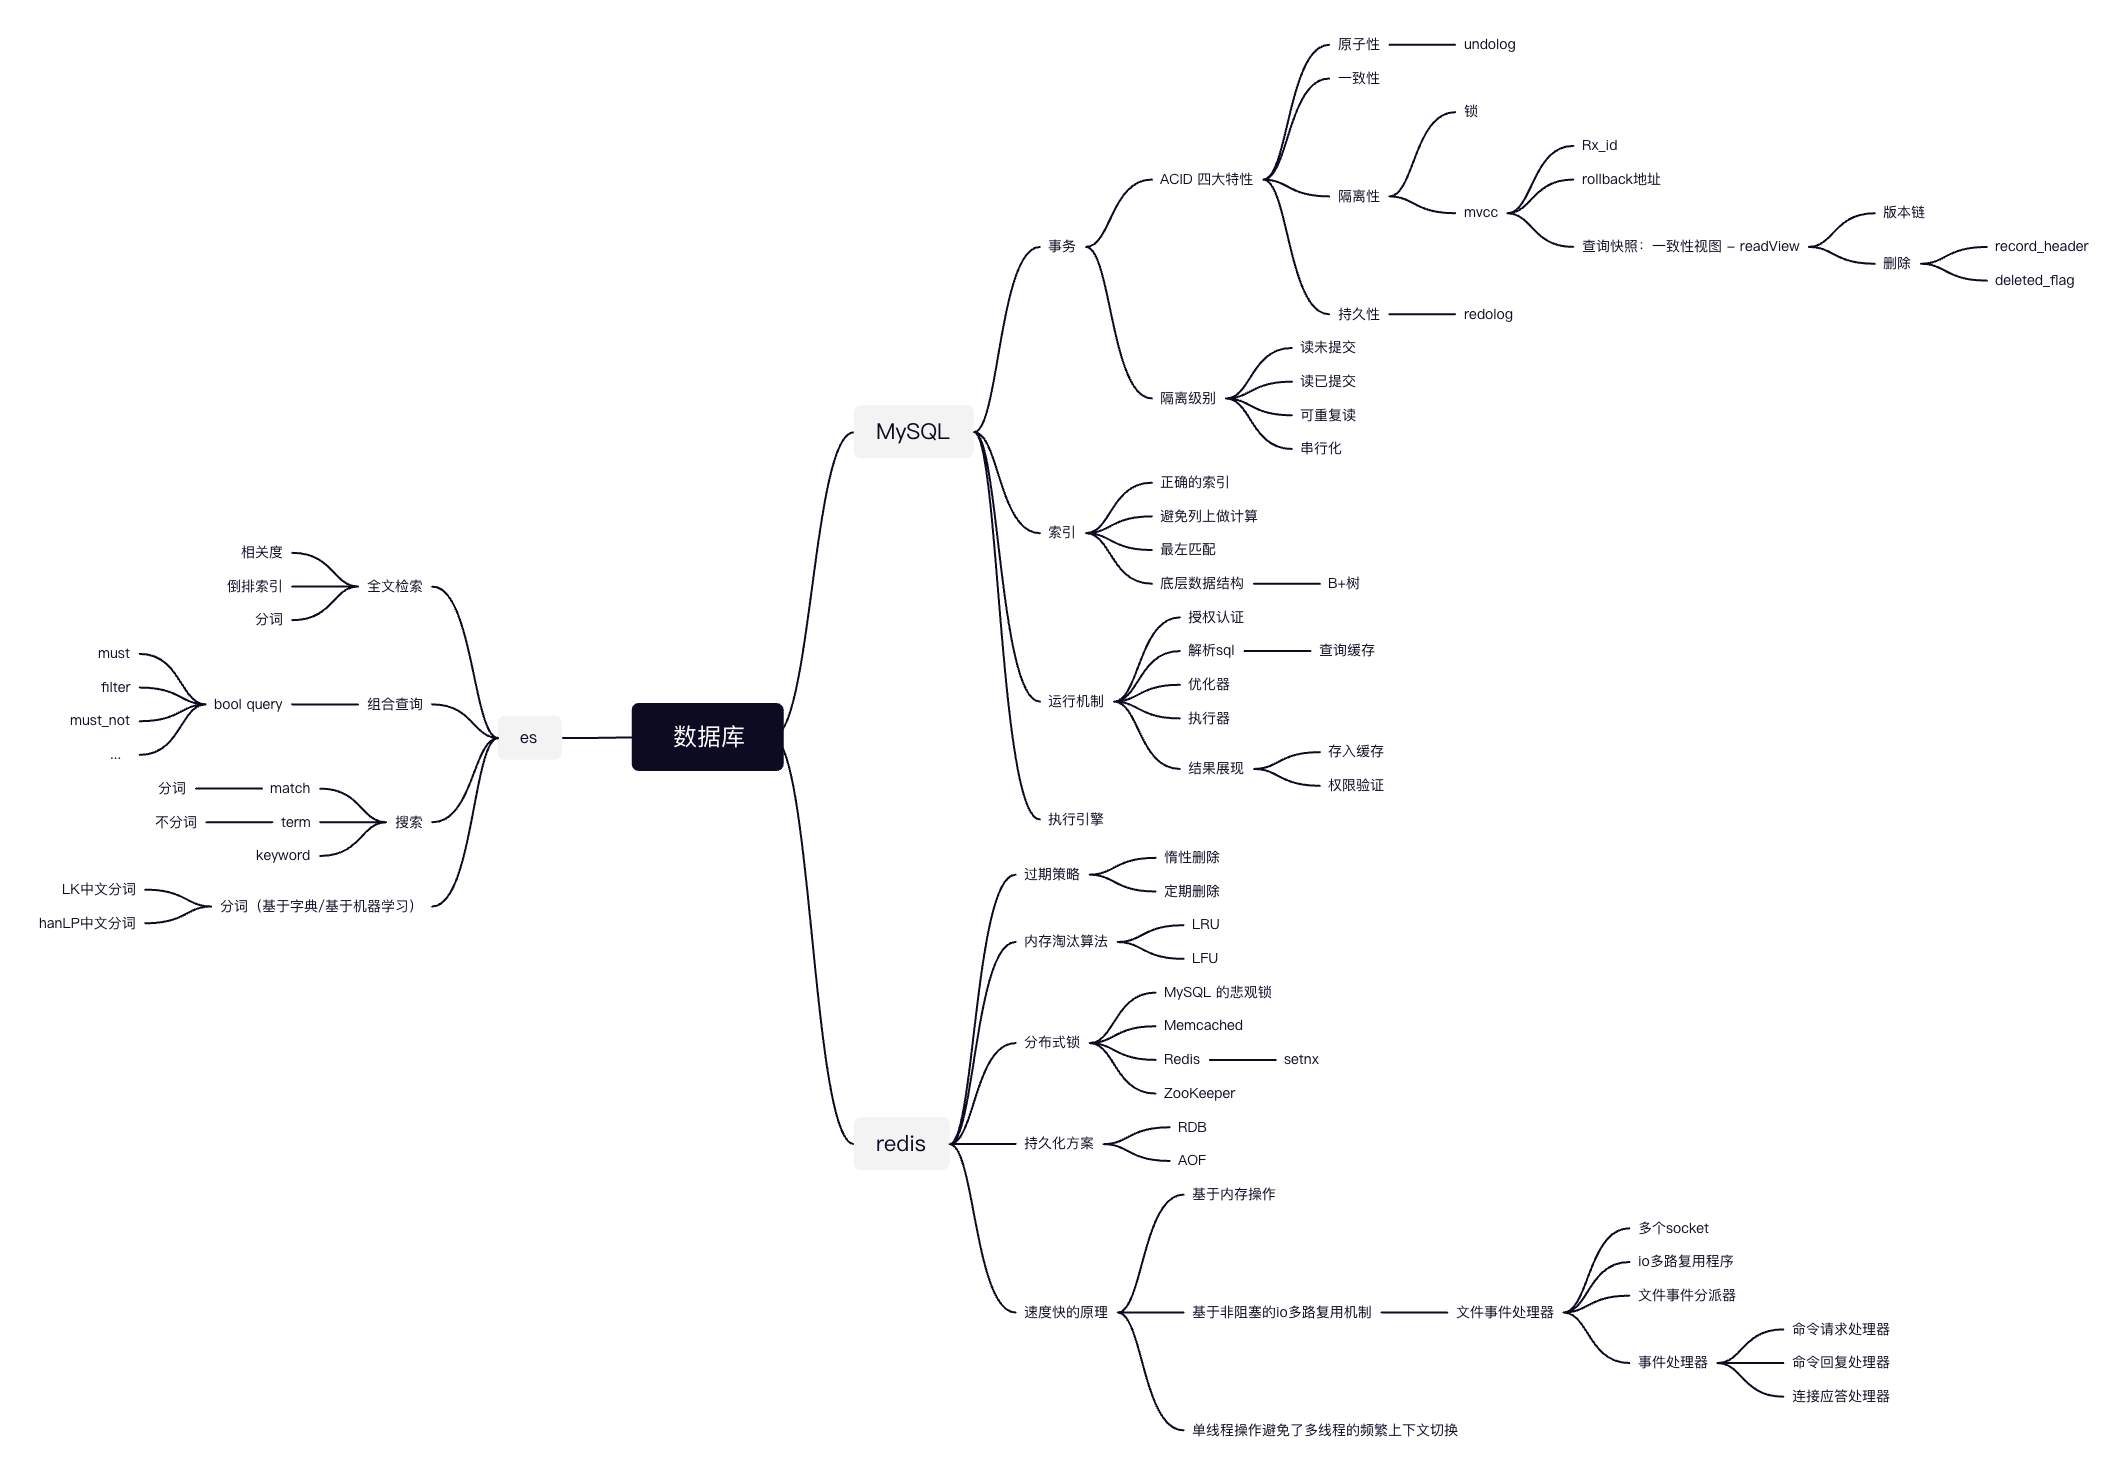 数据库
MySQL
事务
ACID 四大特性
原子性
undolog
一致性
隔离性
锁
mvcc
Rx_id
rollback地址
查询快照：一致性视图 - readView
版本链
删除
record_header
deleted_flag
持久性
redolog
隔离级别
读未提交
读已提交
可重复读
串行化
索引
正确的索引
避免列上做计算
最左匹配
底层数据结构
B+树
运行机制
授权认证
解析sql
查询缓存
优化器
执行器
结果展现
存入缓存
权限验证
执行引擎
redis
过期策略
惰性删除
定期删除
内存淘汰算法
LRU
LFU
分布式锁
MySQL 的悲观锁
Memcached
Redis
setnx
ZooKeeper
持久化方案
RDB
AOF
速度快的原理
基于内存操作
基于非阻塞的io多路复用机制
文件事件处理器
多个socket
io多路复用程序
文件事件分派器
事件处理器
命令请求处理器
命令回复处理器
连接应答处理器
单线程操作避免了多线程的频繁上下文切换
es
全文检索
相关度
倒排索引
分词
组合查询
bool query
must
filter
must_not
...
搜索
match
分词
term
不分词
keyword
分词（基于字典/基于机器学习）
LK中文分词
hanLP中文分词